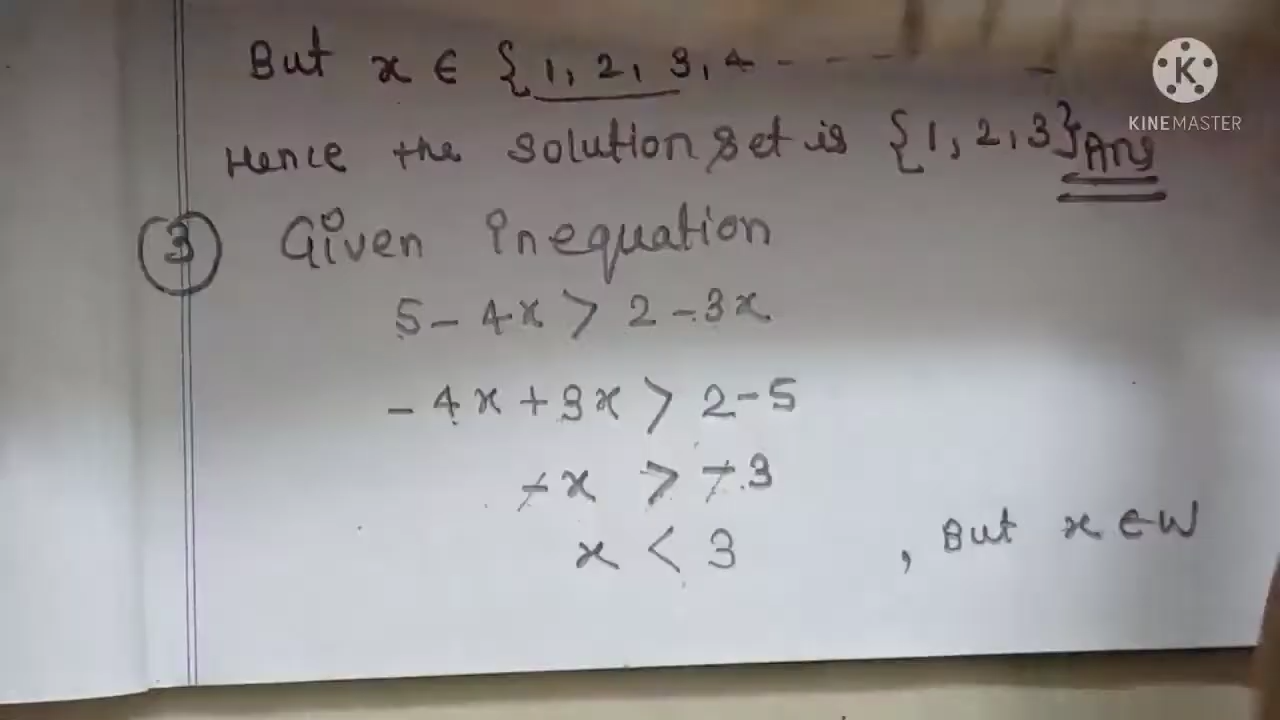 But x ∈ {1, 2, 3, 4 - - - -
K
KINEMASTER
Hence the solution set is {1, 2, 3} Ans
3 Given Inequation
5 - 4x > 2 - 3x
- 4x + 3x > 2 - 5
- x > - 3
x < 3 , But x ∈ W